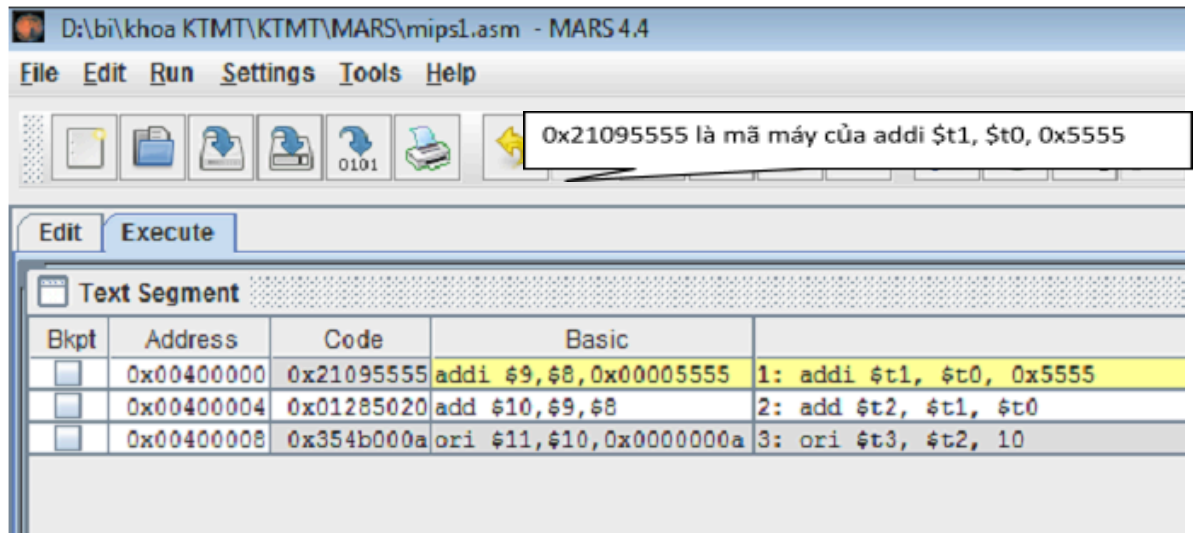 D:\bi\khoa KTMT\KTMT\MARS\mips1.asm - MARS 4.4
File Edit Run Settings Tools Help
0101
0x21095555 là mã máy của addi $t1, $t0, 0x5555
Edit Execute
Text Segment
Bkpt Address Code Basic
0x00400000 0x21095555 addi $9,$8,0x00005555 1: addi $t1, $t0, 0x5555
0x00400004 0x01285020 add $10,$9,$8 2: add $t2, $t1, $t0
0x00400008 0x354b000a ori $11,$10,0x0000000a 3: ori $t3, $t2, 10